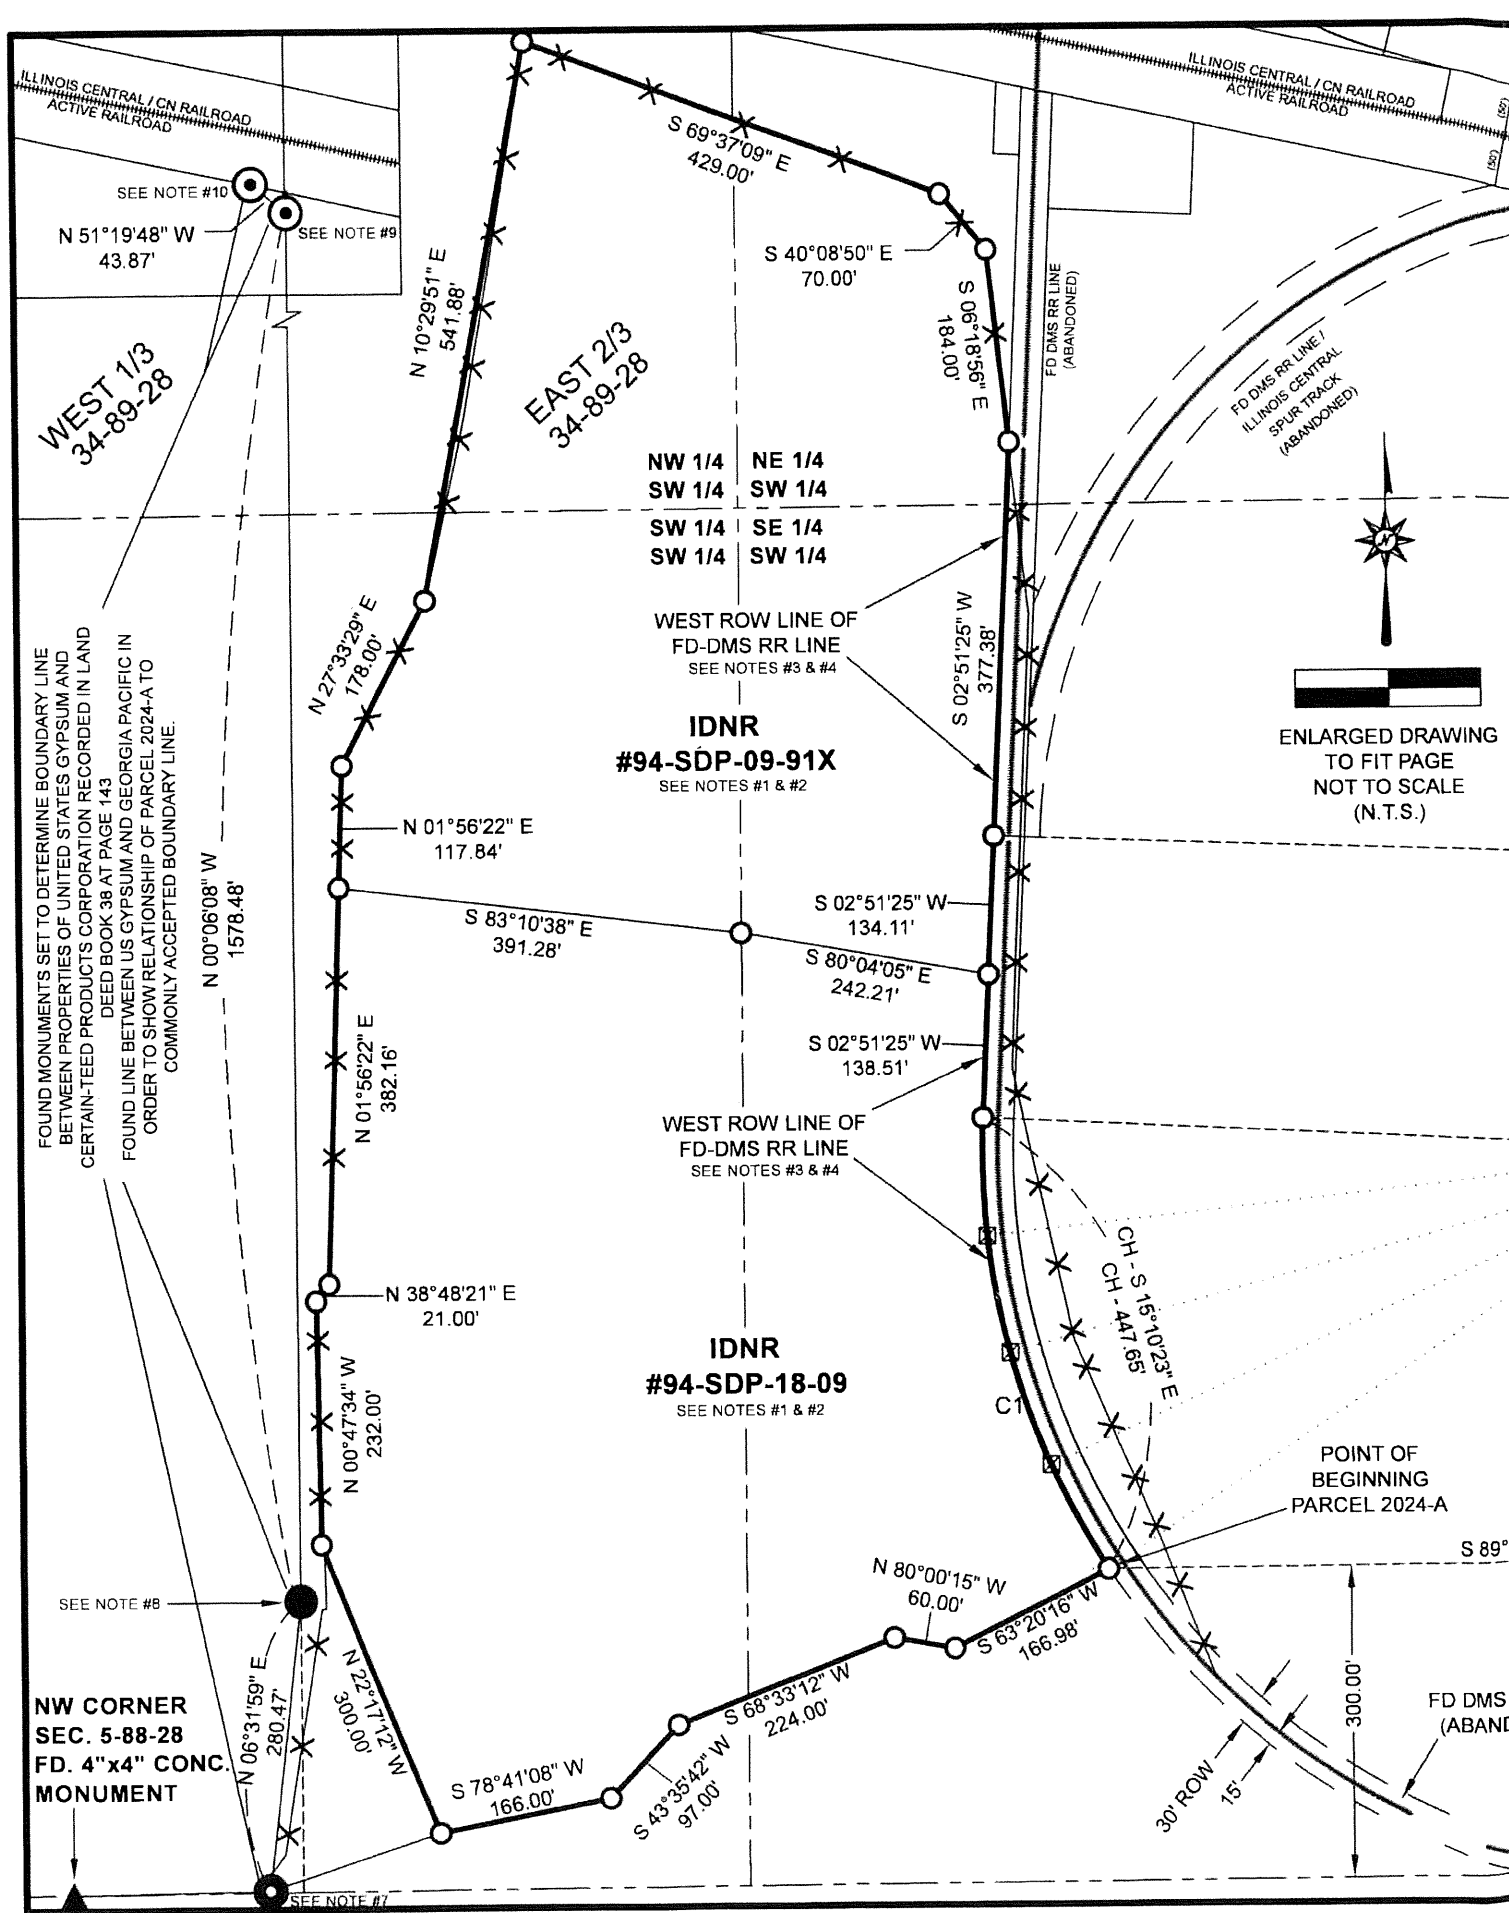 ILLINOIS CENTRAL / CN RAILROAD
ACTIVE RAILROAD
ILLINOIS CENTRAL / CN RAILROAD
ACTIVE RAILROAD
(50')
(50')
SEE NOTE #10
SEE NOTE #9
N 51°19'48" W
43.87'
S 69°37'09" E
429.00'
S 40°08'50" E
70.00'
S 06°18'56" E
184.00'
FD DMS RR LINE
(ABANDONED)
FD DMS RR LINE /
ILLINOIS CENTRAL
SPUR TRACK
(ABANDONED)
N 10°29'51" E
541.88'
WEST 1/3
34-89-28
EAST 2/3
34-89-28
NW 1/4 NE 1/4
SW 1/4 SW 1/4
SW 1/4 SE 1/4
SW 1/4 SW 1/4
N
WEST ROW LINE OF
FD-DMS RR LINE
SEE NOTES #3 & #4
S 02°51'25" W
377.38'
N 27°33'29" E
178.00'
FOUND MONUMENTS SET TO DETERMINE BOUNDARY LINE
BETWEEN PROPERTIES OF UNITED STATES GYPSUM AND
CERTAIN-TEED PRODUCTS CORPORATION RECORDED IN LAND
DEED BOOK 38 AT PAGE 143
FOUND LINE BETWEEN US GYPSUM AND GEORGIA PACIFIC IN
ORDER TO SHOW RELATIONSHIP OF PARCEL 2024-A TO
COMMONLY ACCEPTED BOUNDARY LINE.
N 00°06'08" W
1578.48'
IDNR
#94-SDP-09-91X
SEE NOTES #1 & #2
ENLARGED DRAWING
TO FIT PAGE
NOT TO SCALE
(N.T.S.)
N 01°56'22" E
117.84'
S 83°10'38" E
391.28'
S 02°51'25" W
134.11'
S 80°04'05" E
242.21'
S 02°51'25" W
138.51'
N 01°56'22" E
382.16'
WEST ROW LINE OF
FD-DMS RR LINE
SEE NOTES #3 & #4
CH - S 15°10'23" E
CH - 447.65'
N 38°48'21" E
21.00'
IDNR
#94-SDP-18-09
SEE NOTES #1 & #2
C1
N 00°47'34" W
232.00'
POINT OF
BEGINNING
PARCEL 2024-A
S 89°
N 80°00'15" W
60.00'
S 63°20'16" W
166.98'
SEE NOTE #8
N 22°17'12" W
300.00'
N 06°31'59" E
280.47'
S 68°33'12" W
224.00'
300.00'
NW CORNER
SEC. 5-88-28
FD. 4"x4" CONC.
MONUMENT
FD DMS
(ABAND
S 78°41'08" W
166.00'
S 43°35'42" W
97.00'
30' ROW
15'
SEE NOTE #7